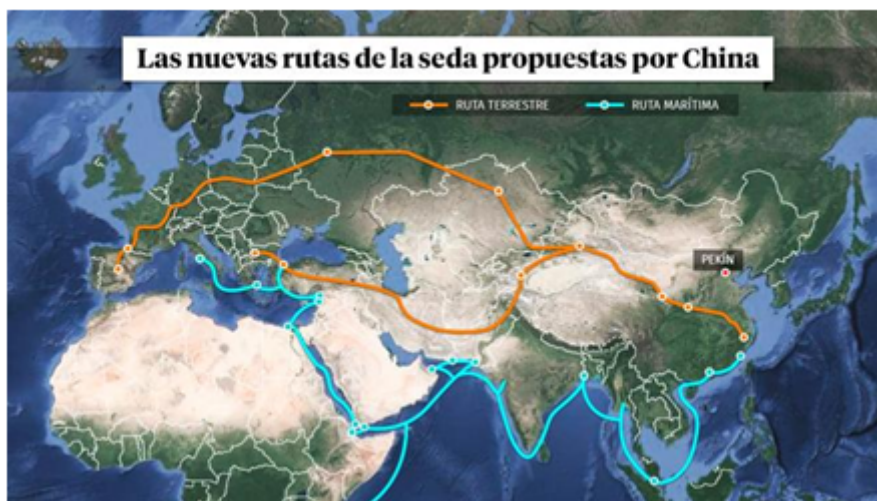 Las nuevas rutas de la seda propuestas por China
RUTA TERRESTRE
RUTA MARÍTIMA
PEKÍN